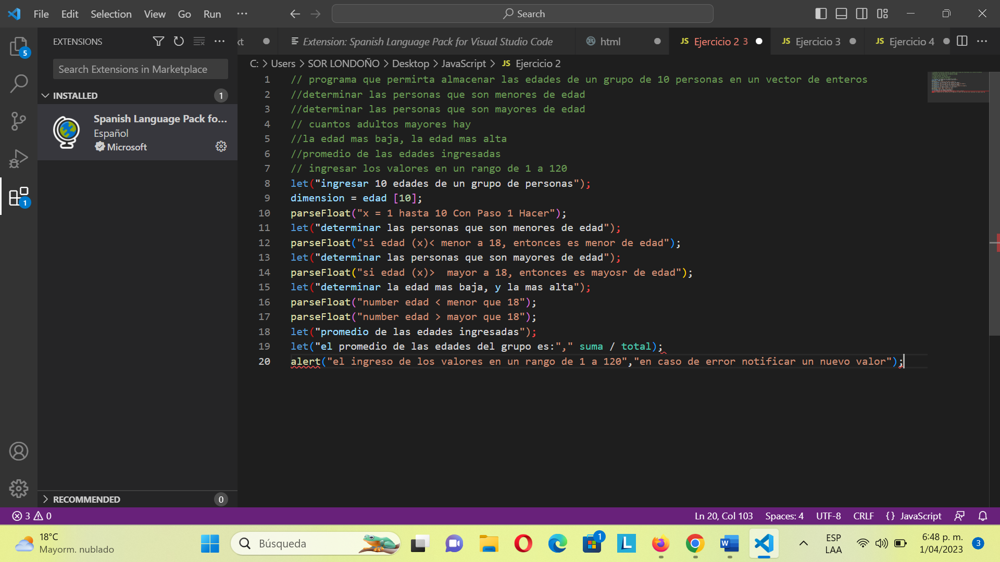 File Edit Selection View Go Run ···
Search
EXTENSIONS
Search Extensions in Marketplace
INSTALLED
1
Spanish Language Pack fo...
Español
Microsoft
RECOMMENDED
0
5
1
xt
Extension: Spanish Language Pack for Visual Studio Code
html
JS Ejercicio 2 3
JS Ejercicio 3
JS Ejercicio 4
C: > Users > SOR LONDOÑO > Desktop > JavaScript > JS Ejercicio 2
1 // programa que permirta almacenar las edades de un grupo de 10 personas en un vector de enteros
2 //determinar las personas que son menores de edad
3 //determinar las personas que son mayores de edad
4 // cuantos adultos mayores hay
5 //la edad mas baja, la edad mas alta
6 //promedio de las edades ingresadas
7 // ingresar los valores en un rango de 1 a 120
8 let("ingresar 10 edades de un grupo de personas");
9 dimension = edad [10];
10 parseFloat("x = 1 hasta 10 Con Paso 1 Hacer");
11 let("determinar las personas que son menores de edad");
12 parseFloat("si edad (x)< menor a 18, entonces es menor de edad");
13 let("determinar las personas que son mayores de edad");
14 parseFloat("si edad (x)>  mayor a 18, entonces es mayosr de edad");
15 let("determinar la edad mas baja, y la mas alta");
16 parseFloat("number edad < menor que 18");
17 parseFloat("number edad > mayor que 18");
18 let("promedio de las edades ingresadas");
19 let("el promedio de las edades del grupo es:"," suma / total);
20 alert("el ingreso de los valores en un rango de 1 a 120","en caso de error notificar un nuevo valor");
3 0
Ln 20, Col 103 Spaces: 4 UTF-8 CRLF {} JavaScript
18°C
Mayorm. nublado
Búsqueda
1
L
W
ESP
LAA
6:48 p. m.
1/04/2023
3